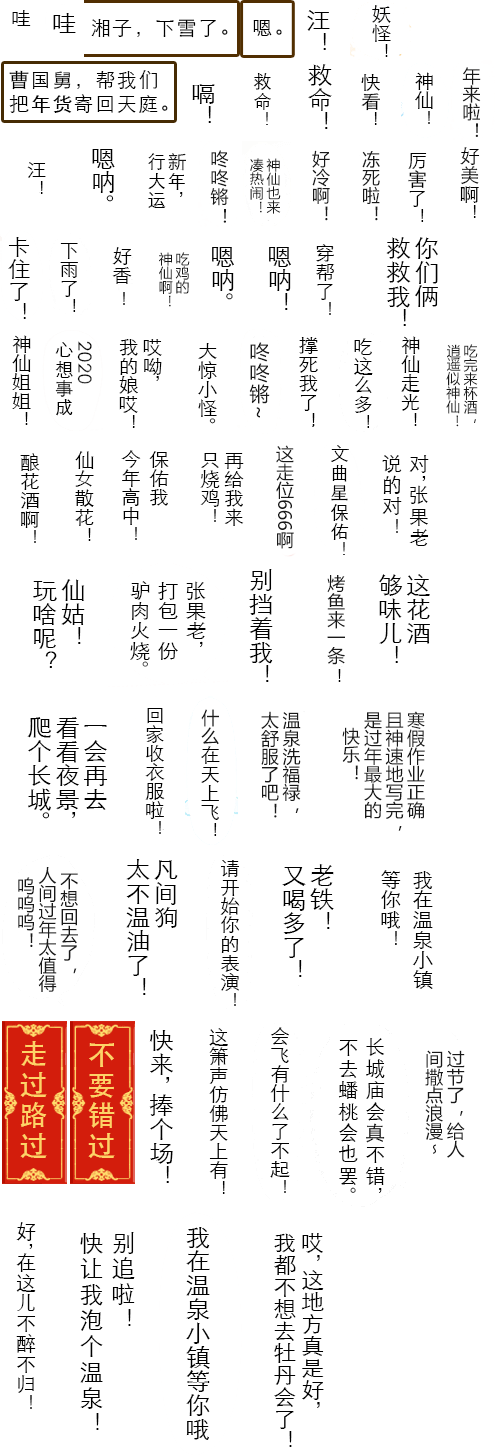 哇
哇
湘子，下雪了。
嗯。
汪！
妖怪！
曹国舅，帮我们
把年货寄回天庭。
嗝！
救命！
救命！
快看！
神仙！
年来啦！
汪！
嗯呐。
新年，
行大运
咚咚锵！
神仙也来
凑热闹！
好冷啊！
冻死啦！
厉害了！
好美啊！
卡住了！
下雨了！
好香！
吃鸡的
神仙啊！
嗯呐。
嗯呐！
穿帮了！
你们俩
救救我！
神仙姐姐！
2020
心想事成
哎呦，
我的娘哎！
大惊小怪。
咚咚锵~
撑死我了！
吃这么多！
神仙走光！
吃完来杯酒，
逍遥似神仙！
酿花酒啊！
仙女散花！
保佑我
今年高中！
再给我来
只烧鸡！
这走位666啊
文曲星保佑！
对，张果老
说的对！
仙姑！
玩啥呢？
张果老，
打包一份
驴肉火烧。
别挡着我！
烤鱼来一条！
这花酒
够味儿！
一会再去
看看夜景，
爬个长城。
回家收衣服啦！
什么在天上飞！
温泉洗福禄，
太舒服了吧！
寒假作业正确
且神速地写完，
是过年最大的
快乐！
不想回去了，
人间过年太值得
呜呜呜！
凡间狗
太不温油了！
请开始你的表演！
老铁！
又喝多了！
我在温泉小镇
等你哦！
走过路过
不要错过
快来，捧个场！
这箫声仿佛天上有！
会飞有什么了不起！
长城庙会真不错，
不去蟠桃会也罢。
过节了，给人
间撒点浪漫~
好，在这儿不醉不归！
别追啦！
快让我泡个温泉！
我在温泉小镇等你哦
哎，这地方真是好，
我都不想去牡丹会了！